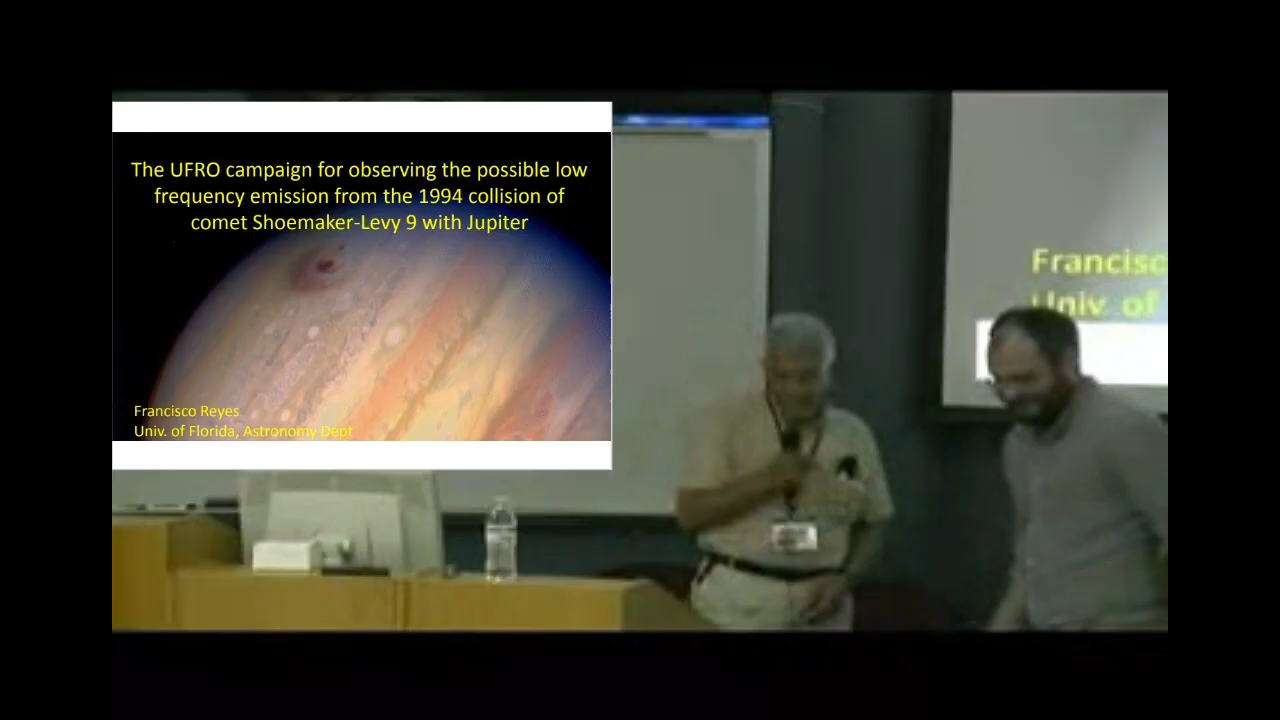 The UFRO campaign for observing the possible low
frequency emission from the 1994 collision of
comet Shoemaker-Levy 9 with Jupiter
Francisco Reyes
Univ. of Florida, Astronomy Dept
Francisc
Univ. of